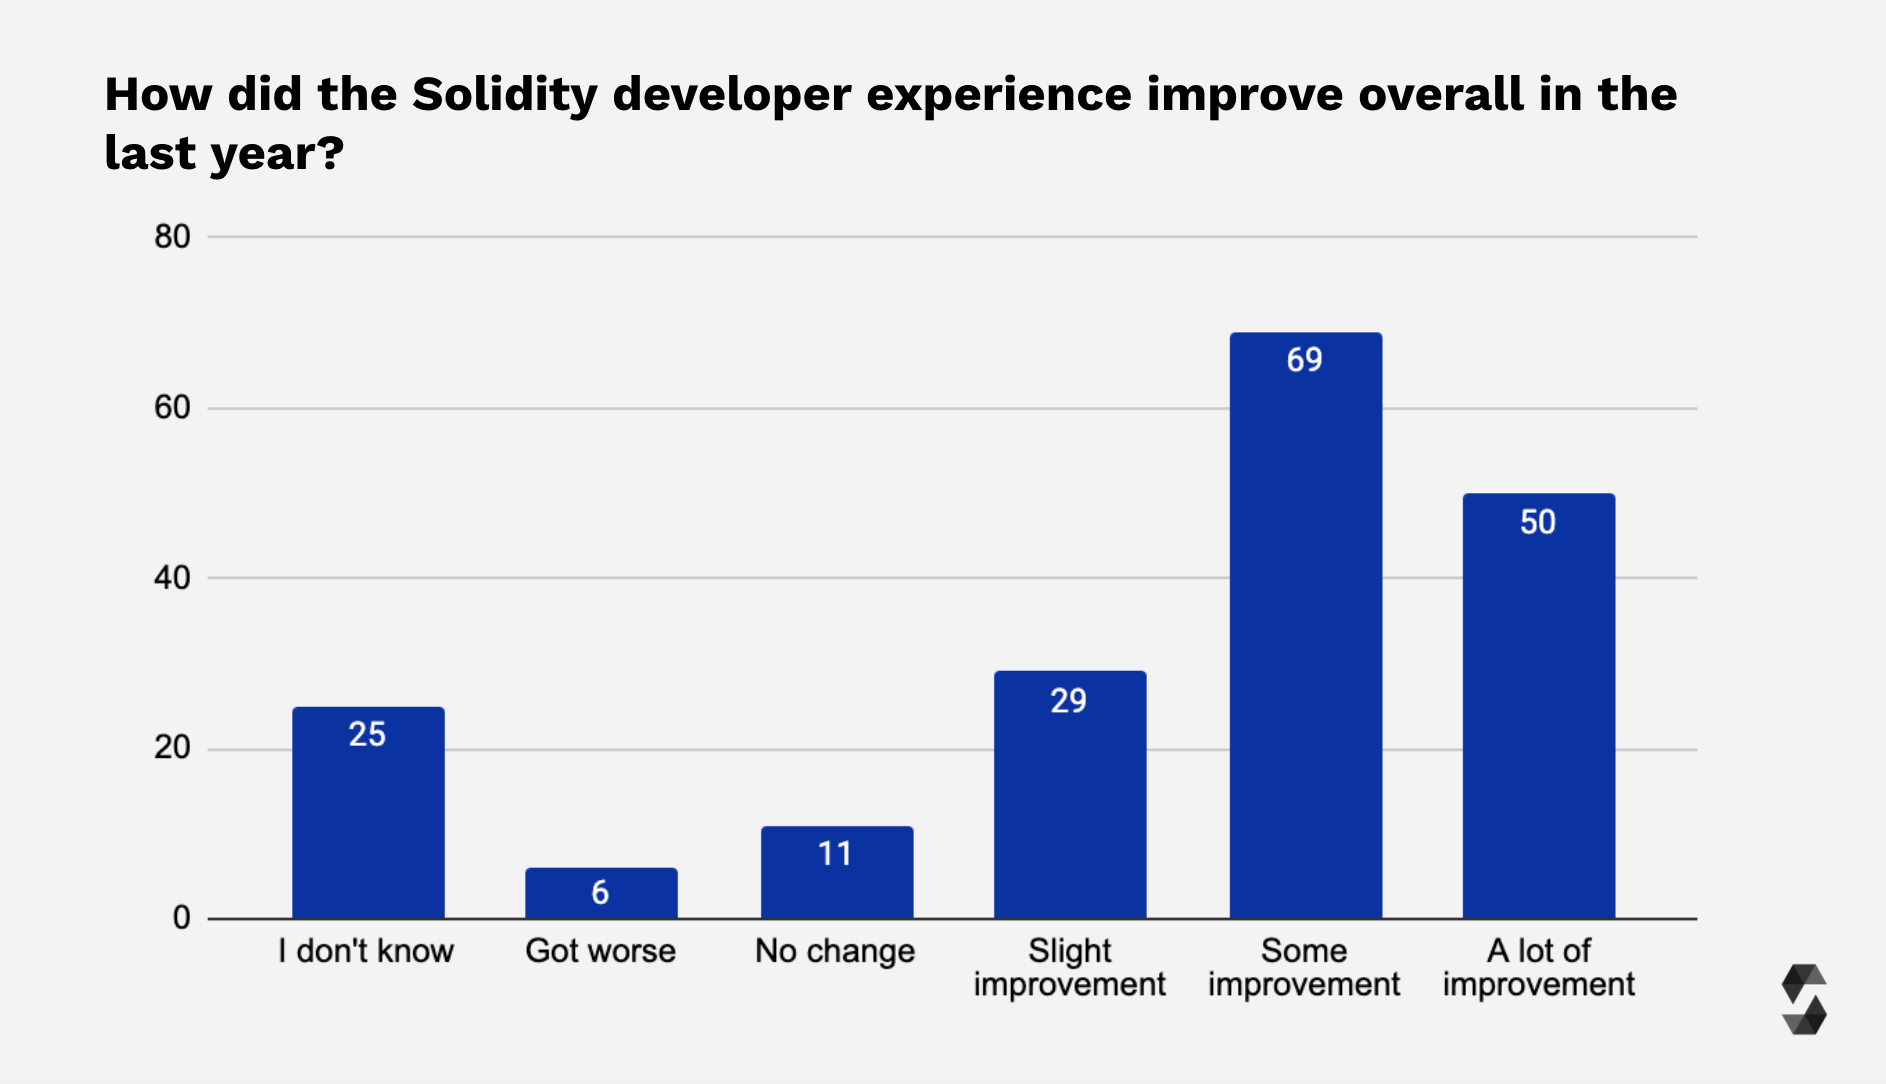 How did the Solidity developer experience improve overall in the
last year?
80
60
40
20
0
25
6
11
29
69
50
I don't know
Got worse
No change
Slight
improvement
Some
improvement
A lot of
improvement